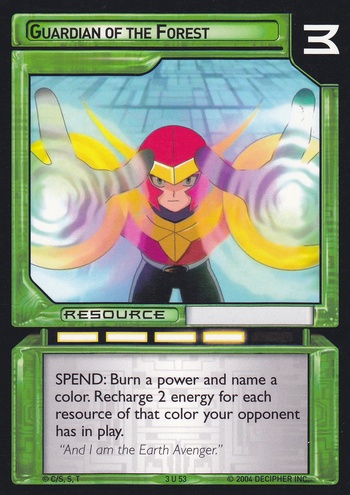 GUARDIAN OF THE FOREST
3
RESOURCE
SPEND: Burn a power and name a
color. Recharge 2 energy for each
resource of that color your opponent
has in play.
"And I am the Earth Avenger."
© C/S, S, T 3 U 53 © 2004 DECIPHER INC.